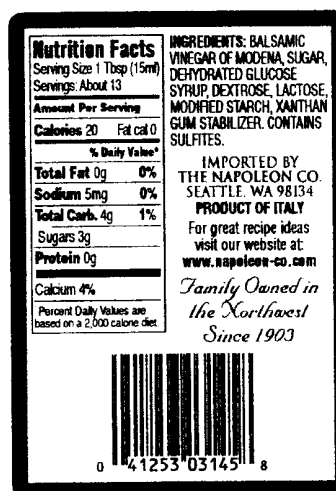 Nutrition Facts
Serving Size 1 Tbsp (15ml)
Servings: About 13
Amount Per Serving
Calories 20 Fat cal 0
% Daily Value*
Total Fat 0g 0%
Sodium 5mg 0%
Total Carb. 4g 1%
Sugars 3g
Protein 0g
Calcium 4%
Percent Daily Values are
based on a 2,000 calorie diet
INGREDIENTS: BALSAMIC
VINEGAR OF MODENA, SUGAR,
DEHYDRATED GLUCOSE
SYRUP, DEXTROSE, LACTOSE,
MODIFIED STARCH, XANTHAN
GUM STABILIZER. CONTAINS
SULFITES.
IMPORTED BY
THE NAPOLEON CO.
SEATTLE, WA 98134
PRODUCT OF ITALY
For great recipe ideas
visit our website at:
www.napoleon-co.com
Family Owned in
the Northwest
Since 1903
0 41253 03145 8